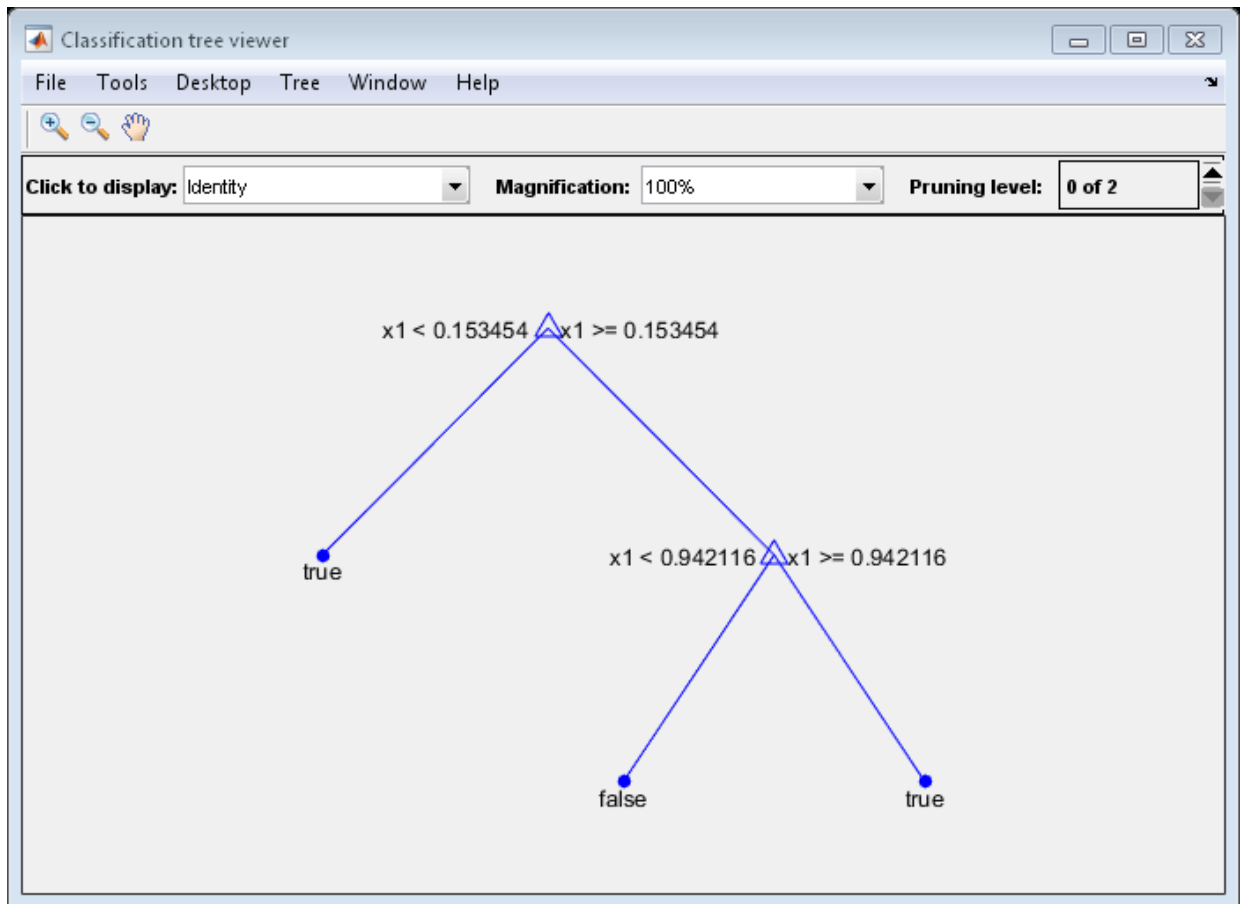 Classification tree viewer
File Tools Desktop Tree Window Help
Click to display: Identity Magnification: 100% Pruning level: 0 of 2
x1 < 0.153454 x1 >= 0.153454
x1 < 0.942116 x1 >= 0.942116
true
false true